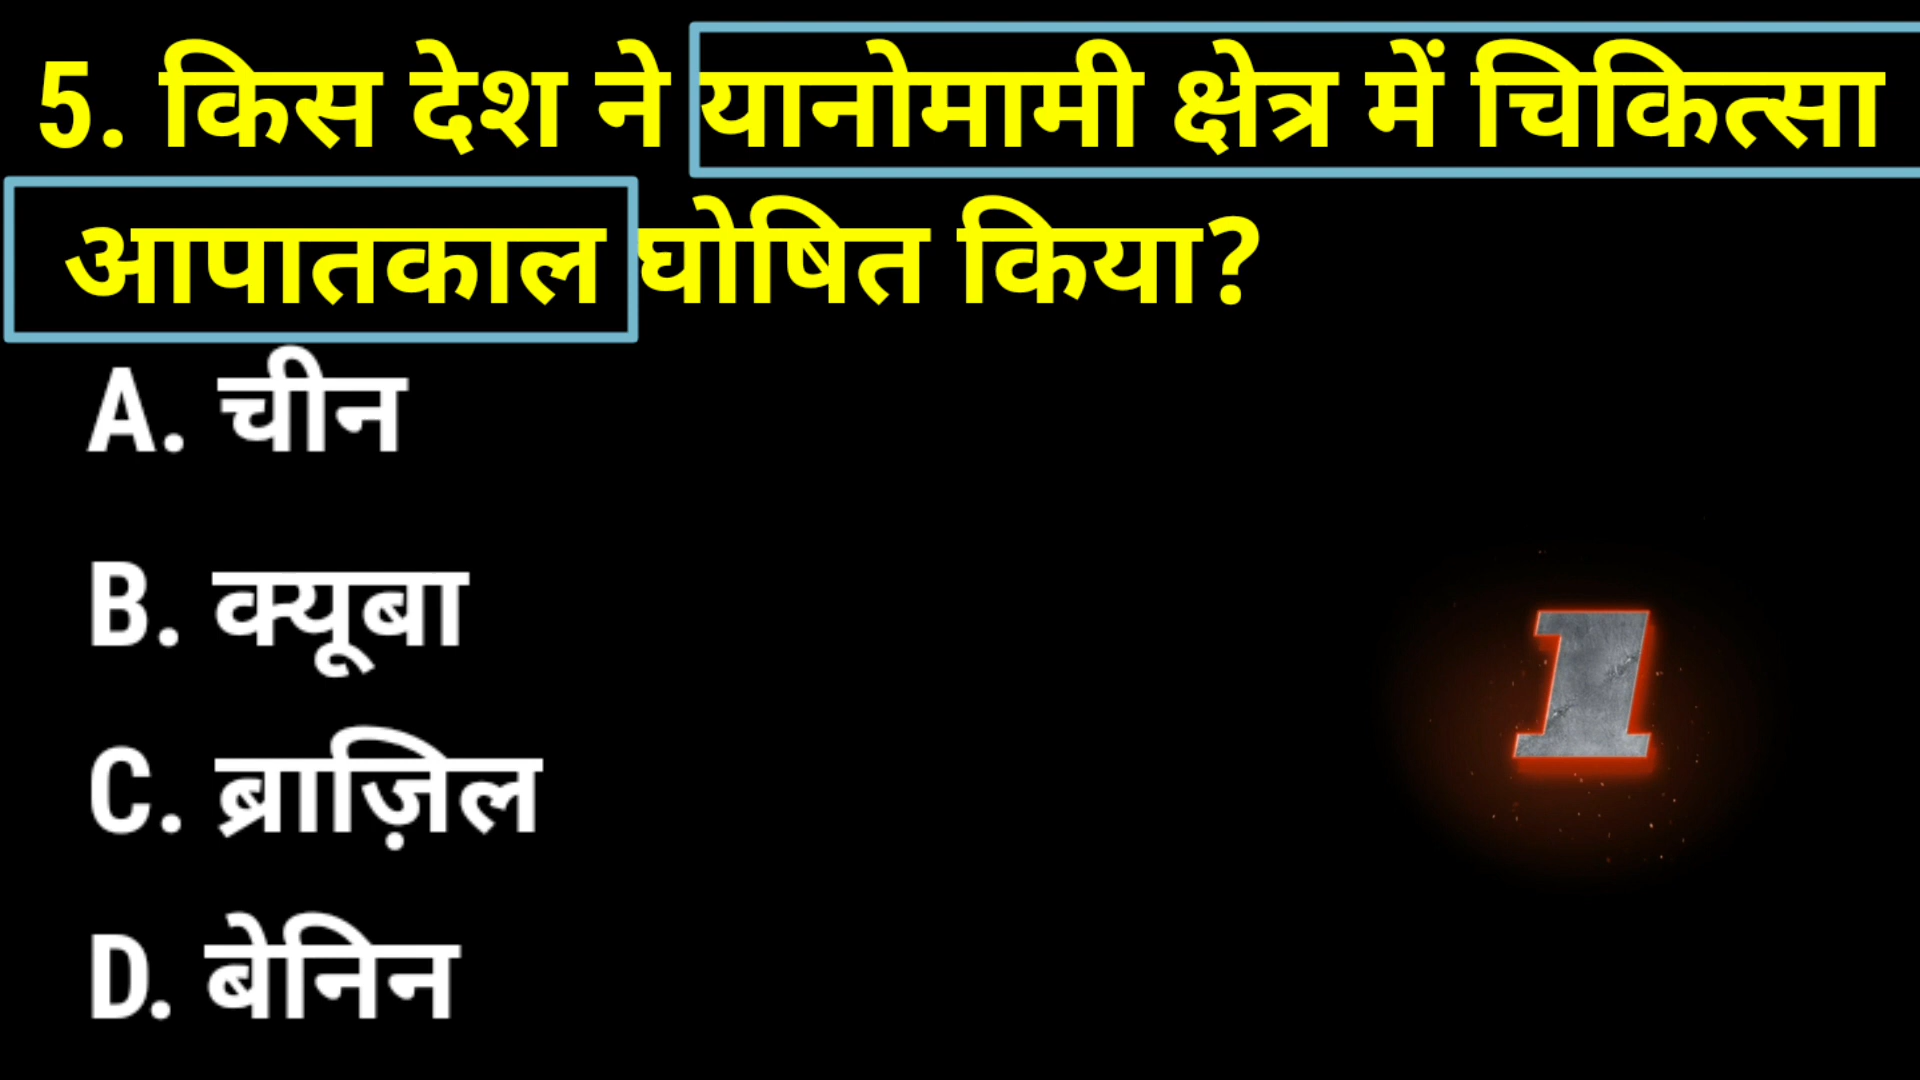 5. किस देश ने यानोमामी क्षेत्र में चिकित्सा
आपातकाल घोषित किया?
A. चीन
B. क्यूबा
1
C. ब्राज़िल
D. बेनिन